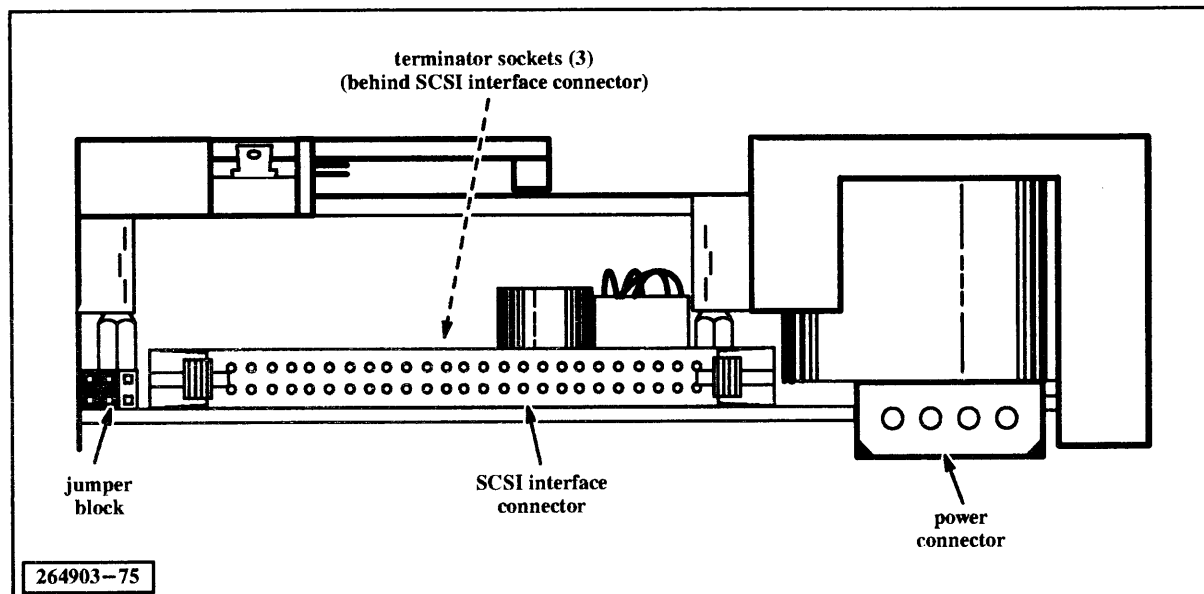 terminator sockets (3)
(behind SCSI interface connector)
jumper
block
SCSI interface
connector
power
connector
264903–75